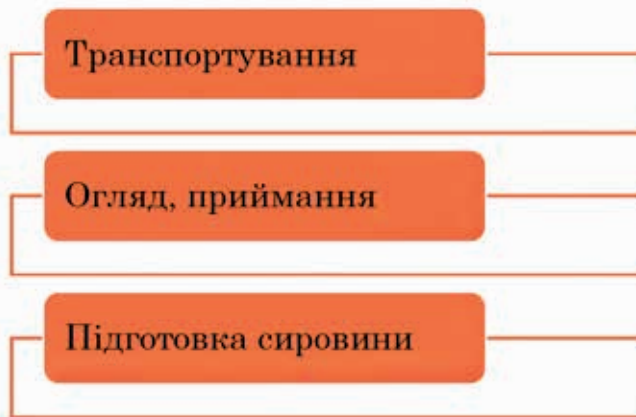 Транспортування
Огляд, приймання
Підготовка сировини